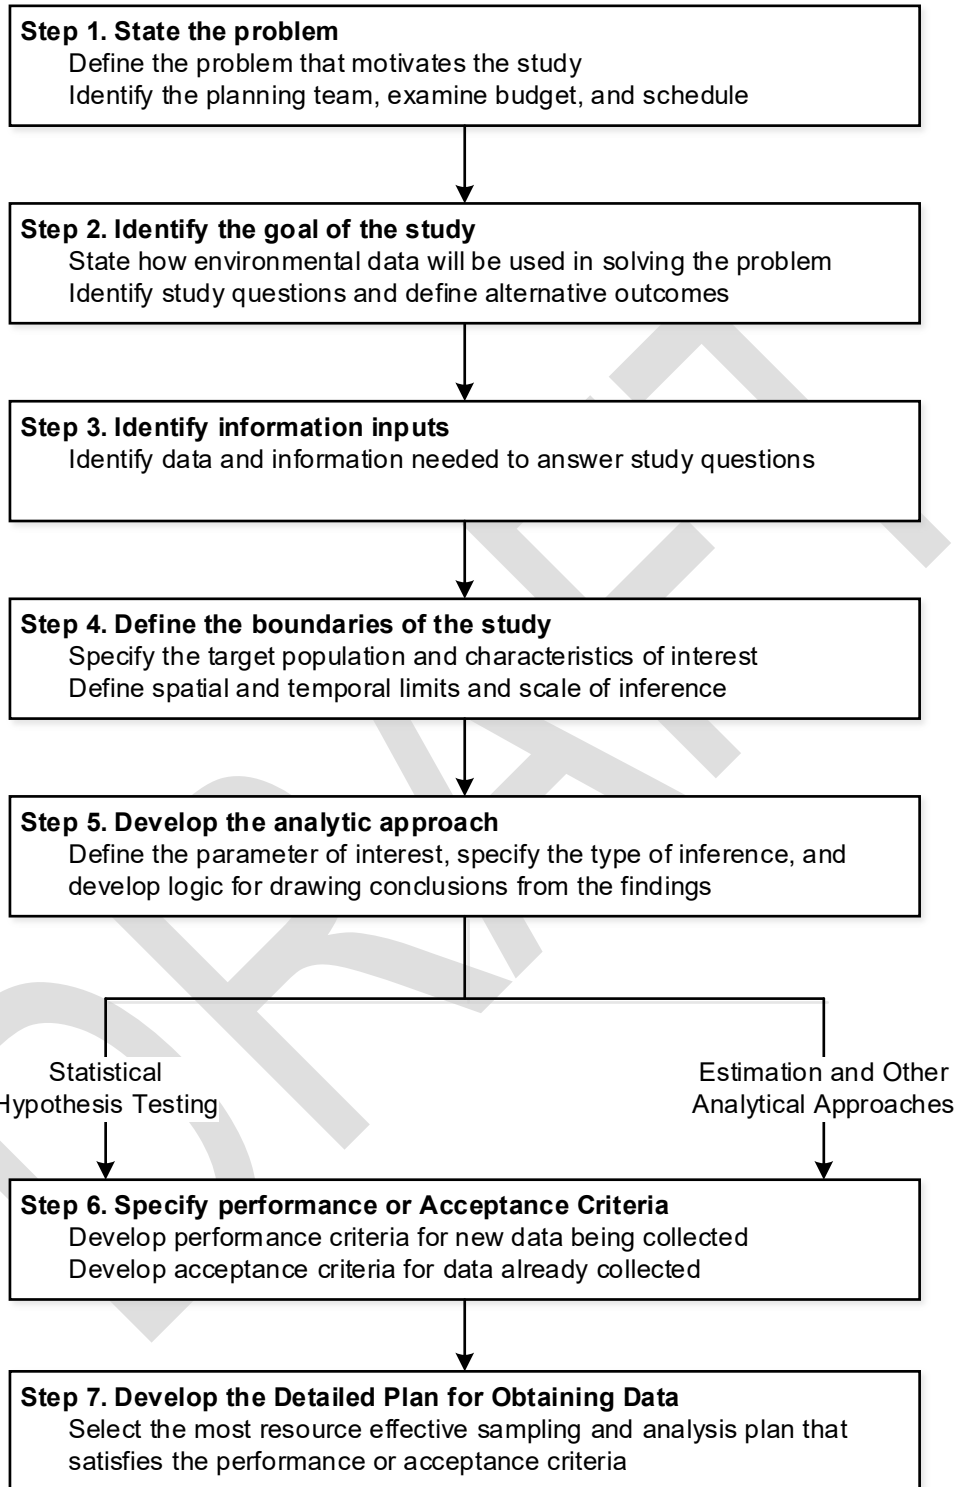 Step 1. State the problem
Define the problem that motivates the study
Identify the planning team, examine budget, and schedule
Step 2. Identify the goal of the study
State how environmental data will be used in solving the problem
Identify study questions and define alternative outcomes
Step 3. Identify information inputs
Identify data and information needed to answer study questions
Step 4. Define the boundaries of the study
Specify the target population and characteristics of interest
Define spatial and temporal limits and scale of inference
Step 5. Develop the analytic approach
Define the parameter of interest, specify the type of inference, and
develop logic for drawing conclusions from the findings
Statistical
Hypothesis Testing
Estimation and Other
Analytical Approaches
Step 6. Specify performance or Acceptance Criteria
Develop performance criteria for new data being collected
Develop acceptance criteria for data already collected
Step 7. Develop the Detailed Plan for Obtaining Data
Select the most resource effective sampling and analysis plan that
satisfies the performance or acceptance criteria
DRAFT